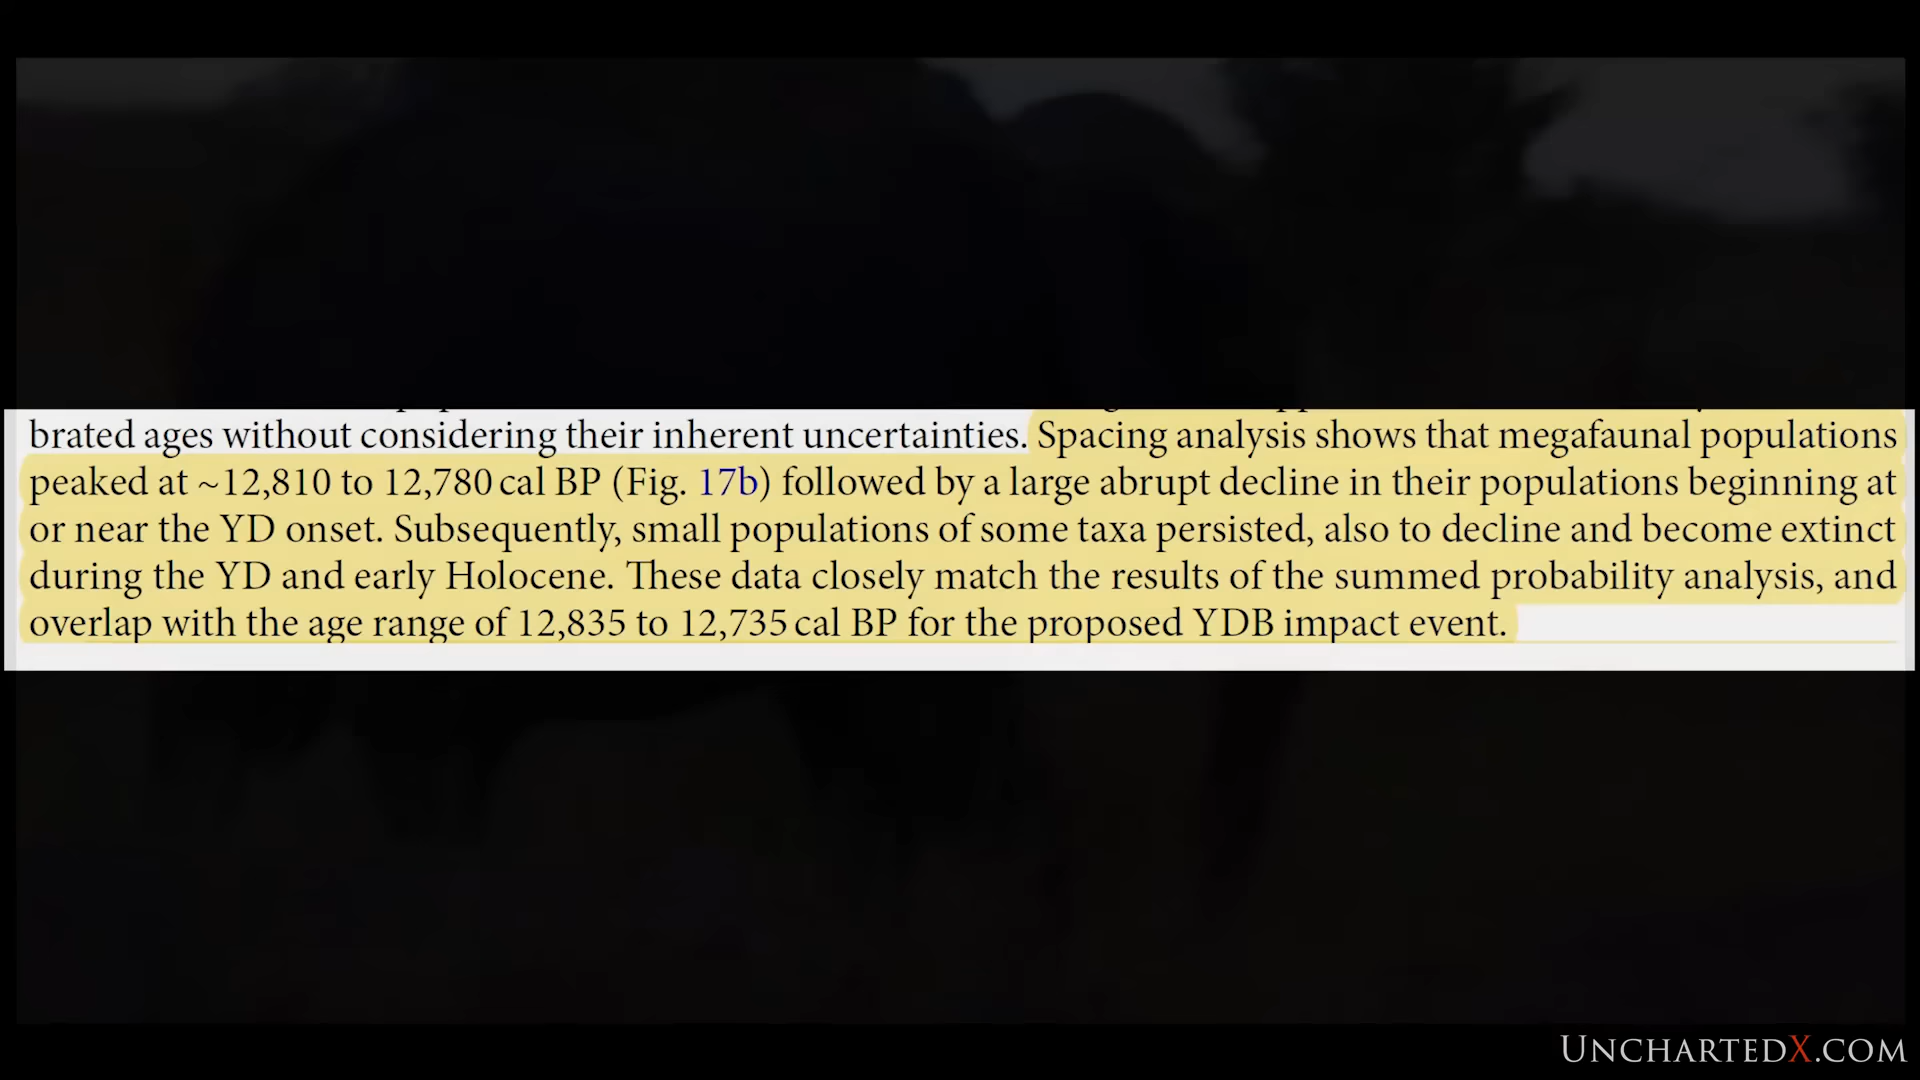 brated ages without considering their inherent uncertainties. Spacing analysis shows that megafaunal populations
peaked at ~12,810 to 12,780 cal BP (Fig. 17b) followed by a large abrupt decline in their populations beginning at
or near the YD onset. Subsequently, small populations of some taxa persisted, also to decline and become extinct
during the YD and early Holocene. These data closely match the results of the summed probability analysis, and
overlap with the age range of 12,835 to 12,735 cal BP for the proposed YDB impact event.
UNCHARTEDX.COM